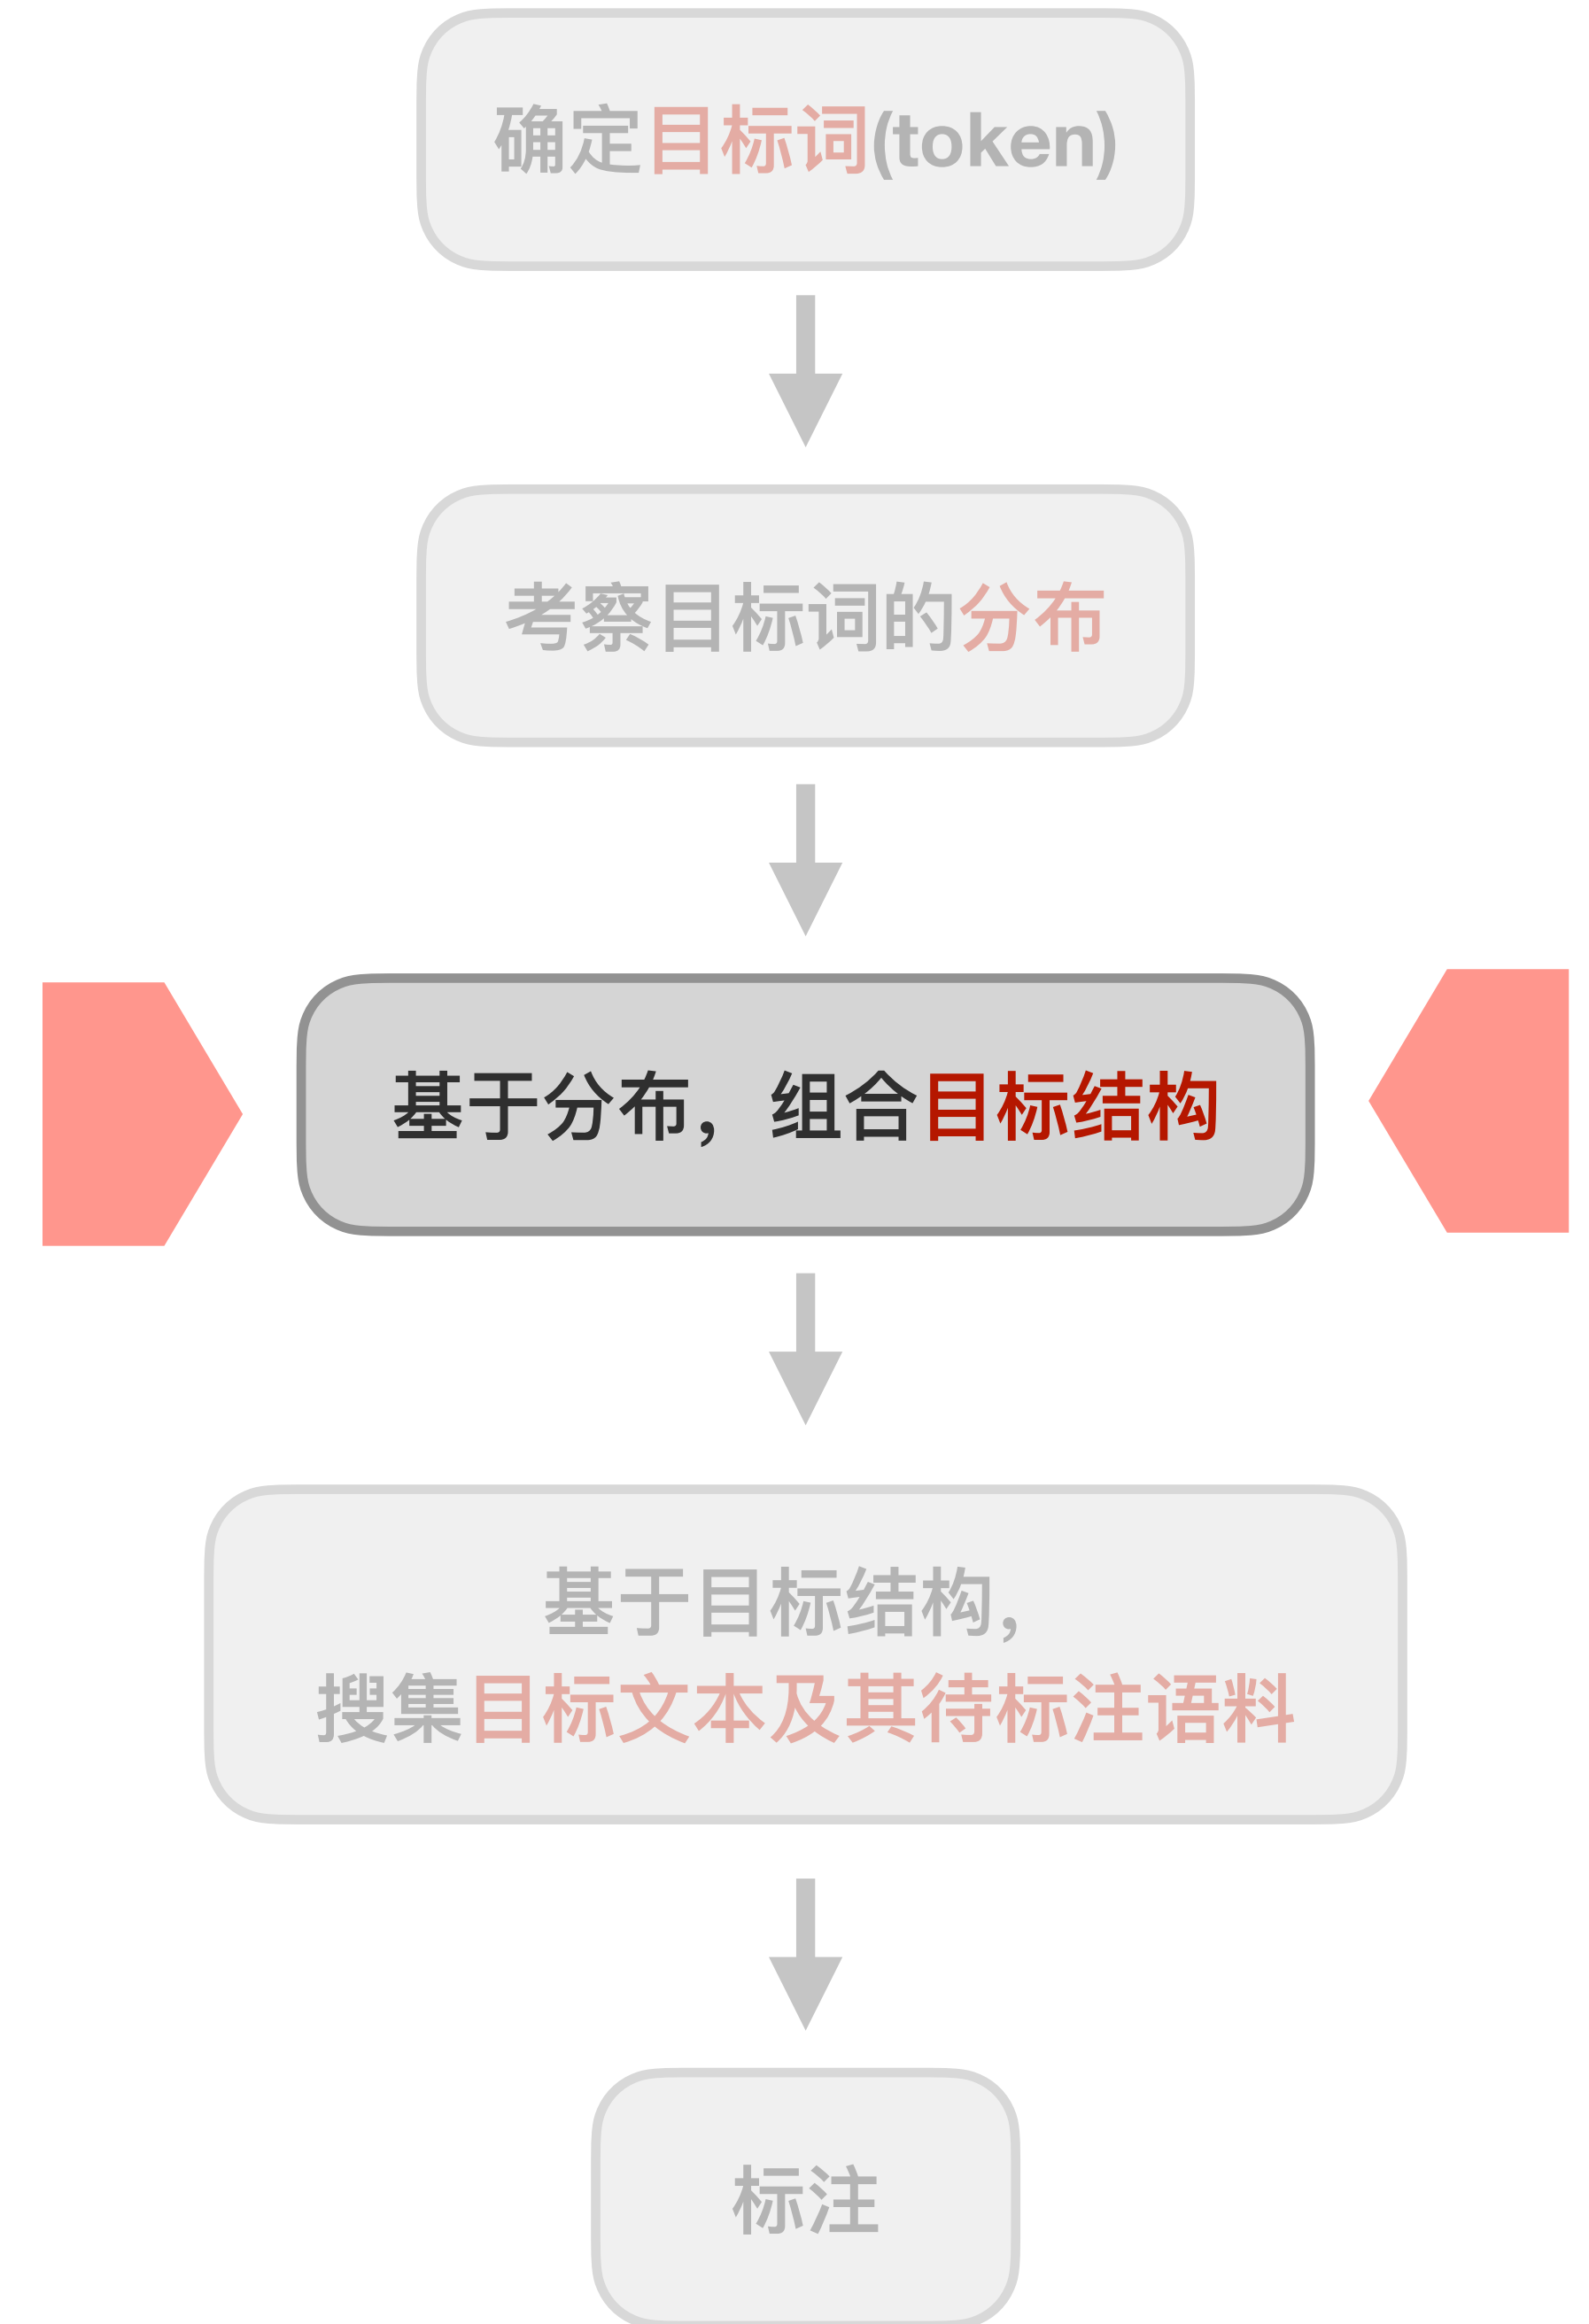 确定目标词(token)
考察目标词的分布
基于分布，组合目标结构
基于目标结构，
搜集目标文本及其待标注语料
标注